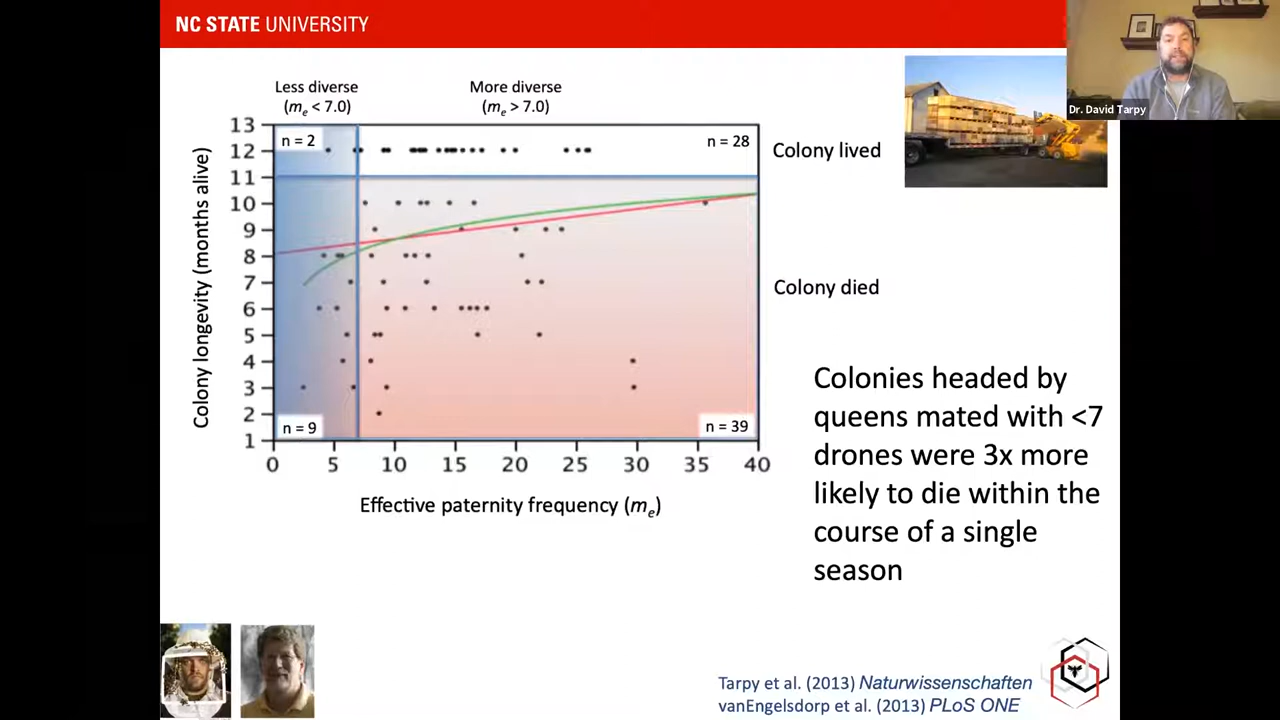 NC STATE UNIVERSITY
Dr. David Tarpy
Less diverse
(me < 7.0)
More diverse
(me > 7.0)
Colony longevity (months alive)
13
12
11
10
9
8
7
6
5
4
3
2
1
n = 2
n = 28
n = 9
n = 39
Colony lived
Colony died
0
5
10
15
20
25
30
35
40
Effective paternity frequency (me)
Colonies headed by
queens mated with <7
drones were 3x more
likely to die within the
course of a single
season
Tarpy et al. (2013) Naturwissenschaften
vanEngelsdorp et al. (2013) PLoS ONE